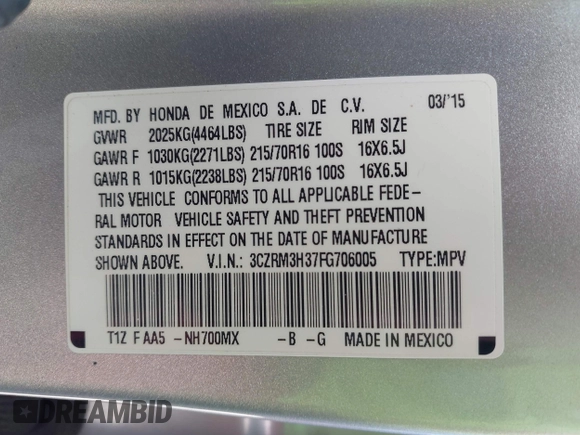 MFD. BY HONDA DE MEXICO S.A. DE C.V. 03/'15
GVWR 2025KG(4464LBS) TIRE SIZE RIM SIZE
GAWR F 1030KG(2271LBS) 215/70R16 100S 16X6.5J
GAWR R 1015KG(2238LBS) 215/70R16 100S 16X6.5J
THIS VEHICLE CONFORMS TO ALL APPLICABLE FEDE-
RAL MOTOR VEHICLE SAFETY AND THEFT PREVENTION
STANDARDS IN EFFECT ON THE DATE OF MANUFACTURE
SHOWN ABOVE. V.I.N.: 3CZRM3H37FG706005 TYPE:MPV
T1Z F AA5 -NH700MX -B -G MADE IN MEXICO
DREAMBID